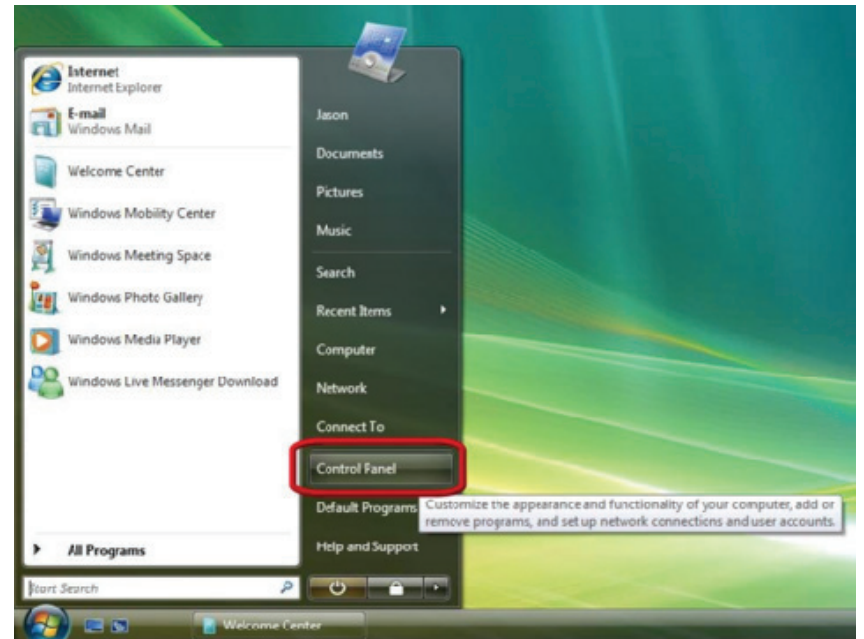 Internet
Internet Explorer
E-mail
Windows Mail
Welcome Center
Windows Mobility Center
Windows Meeting Space
Windows Photo Gallery
Windows Media Player
Windows Live Messenger Download
All Programs
Start Search
Jason
Documents
Pictures
Music
Search
Recent Items
Computer
Network
Connect To
Control Panel
Default Programs
Help and Support
Customize the appearance and functionality of your computer, add or
remove programs, and set up network connections and user accounts.
Welcome Center